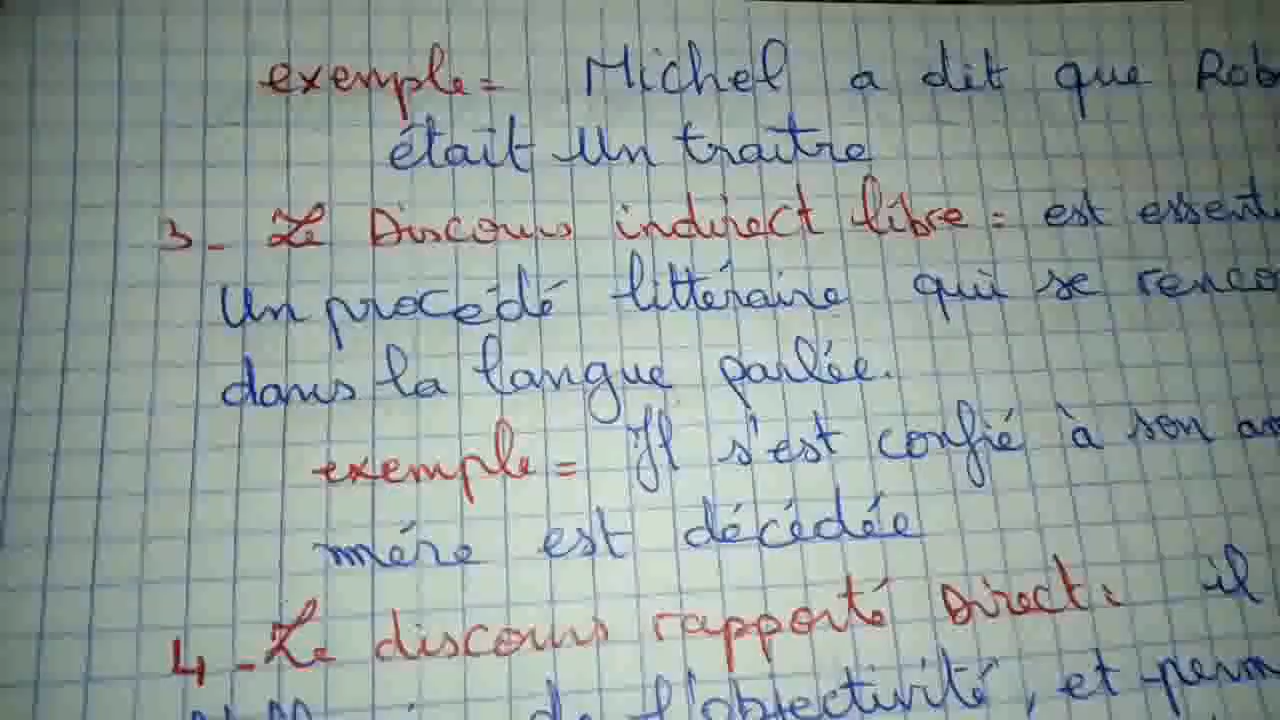 exemple = Michel a dit que Rob
était un traitre
3 - Le Discours indirect libre = est essent
Un procédé littéraire qui se renco
dans la langue parlée.
exemple = Il s'est confié à son am
mére est décédée
4 - Le discours rapporté Direct : il
de l'objectivité, et perm